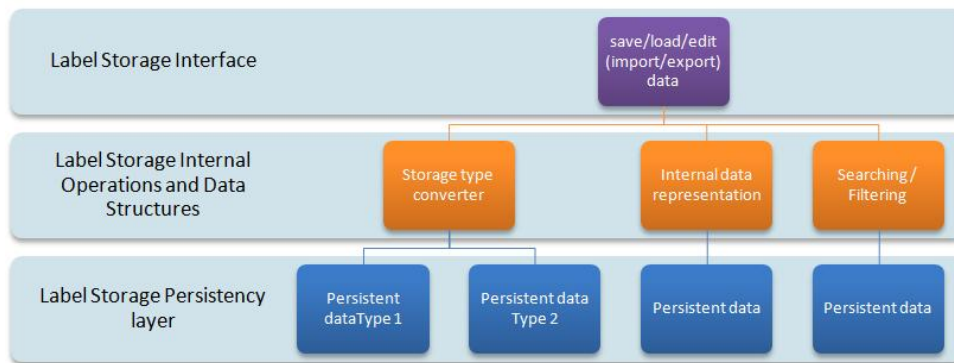 Label Storage Interface
save/load/edit
(import/export)
data
Label Storage Internal
Operations and Data
Structures
Storage type
converter
Internal data
representation
Searching /
Filtering
Label Storage Persistency
layer
Persistent
dataType 1
Persistent data
Type 2
Persistent data
Persistent data